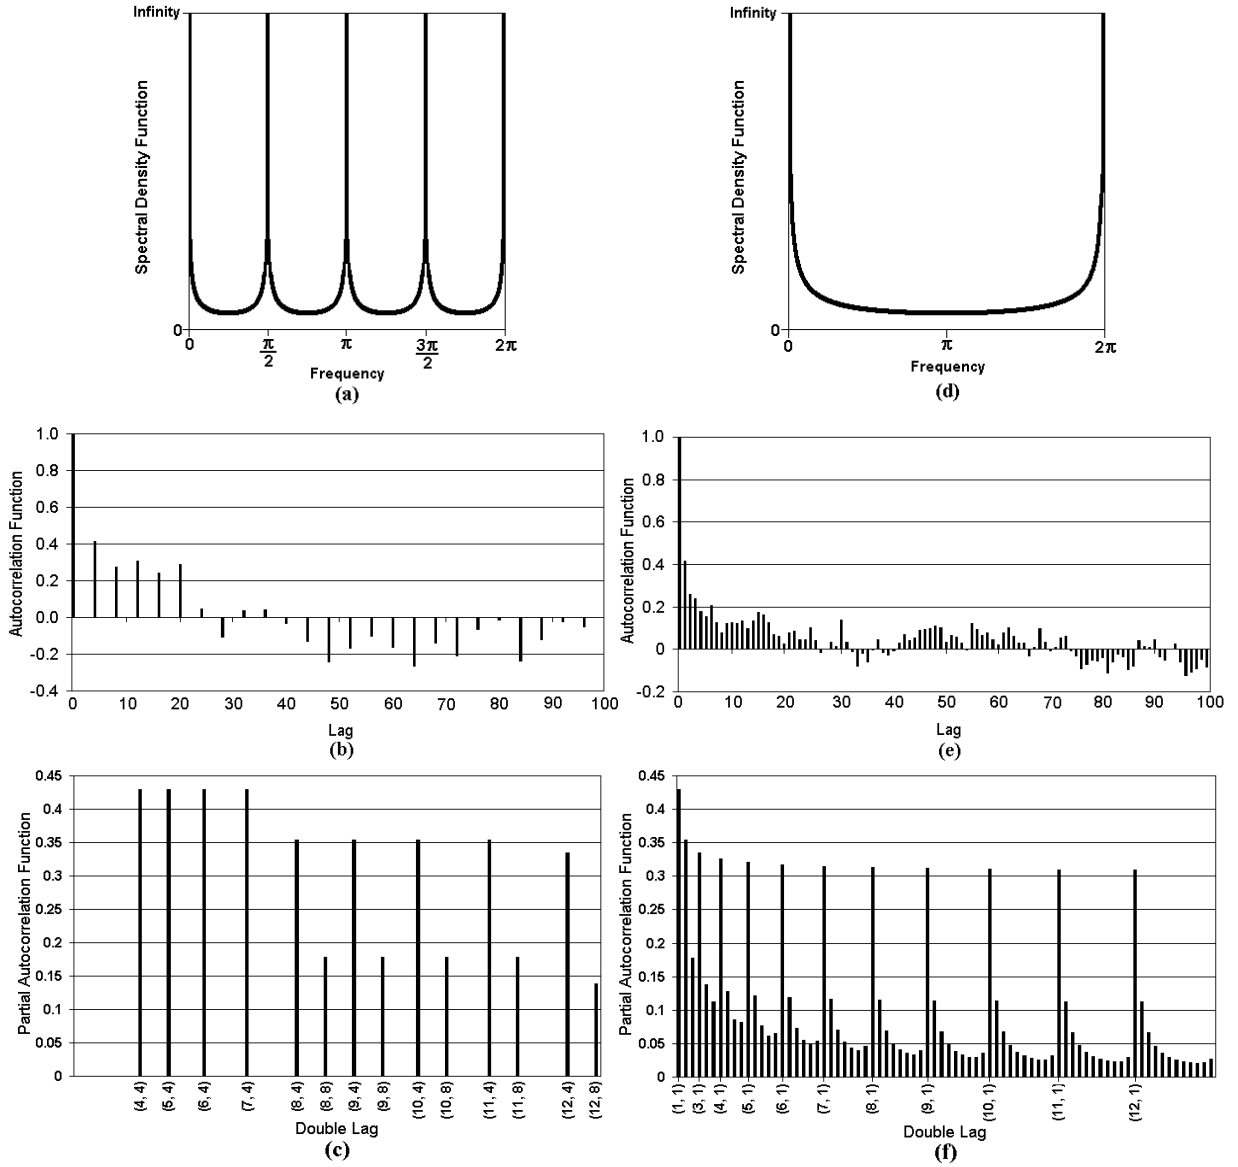 Infinity
Spectral Density Function
0
0 π/2 π 3π/2 2π
Frequency
(a)
Infinity
Spectral Density Function
0
0 π 2π
Frequency
(d)
1.0
0.8
0.6
0.4
0.2
0.0
-0.2
-0.4
Autocorrelation Function
0 10 20 30 40 50 60 70 80 90 100
Lag
(b)
1.0
0.8
0.6
0.4
0.2
0
-0.2
Autocorrelation Function
0 10 20 30 40 50 60 70 80 90 100
Lag
(e)
0.45
0.4
0.35
0.3
0.25
0.2
0.15
0.1
0.05
0
Partial Autocorrelation Function
(4, 4) (5, 4) (6, 4) (7, 4) (8, 4) (8, 8) (9, 4) (9, 8) (10, 4) (10, 8) (11, 4) (11, 8) (12, 4) (12, 8)
Double Lag
(c)
0.45
0.4
0.35
0.3
0.25
0.2
0.15
0.1
0.05
0
Partial Autocorrelation Function
(1, 1) (3, 1) (4, 1) (5, 1) (6, 1) (7, 1) (8, 1) (9, 1) (10, 1) (11, 1) (12, 1)
Double Lag
(f)